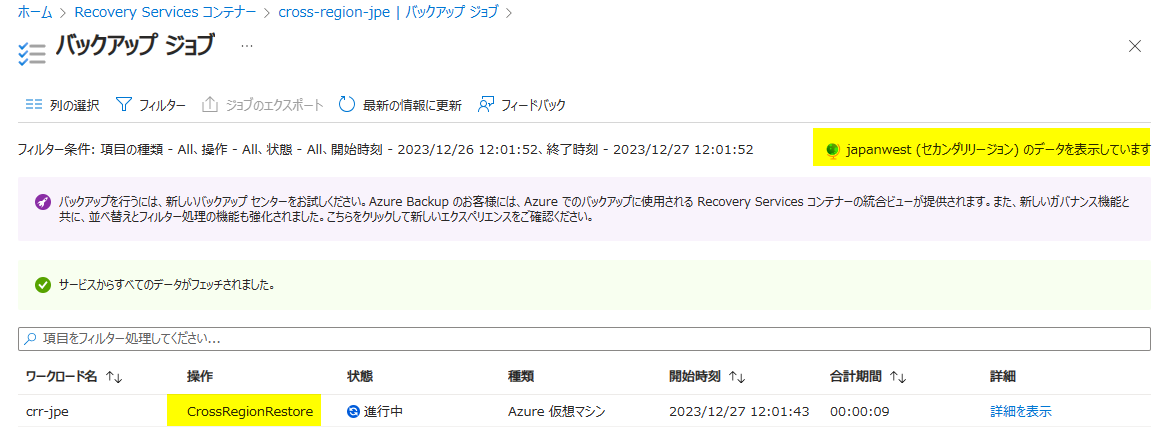 ホーム > Recovery Services コンテナー > cross-region-jpe | バックアップ ジョブ >
バックアップ ジョブ ...
列の選択 フィルター ジョブのエクスポート 最新の情報に更新 フィードバック
フィルター条件: 項目の種類 - All、操作 - All、状態 - All、開始時刻 - 2023/12/26 12:01:52、終了時刻 - 2023/12/27 12:01:52 japanwest (セカンダリリージョン) のデータを表示しています
バックアップを行うには、新しいバックアップ センターをお試しください。Azure Backup のお客様には、Azure でのバックアップに使用される Recovery Services コンテナーの統合ビューが提供されます。また、新しいガバナンス機能と
共に、並べ替えとフィルター処理の機能も強化されました。こちらをクリックして新しいエクスペリエンスをご確認ください。
サービスからすべてのデータがフェッチされました。
項目をフィルター処理してください...
ワークロード名 ↑↓ 操作 状態 種類 開始時刻 ↑↓ 合計期間 ↑↓ 詳細
crr-jpe CrossRegionRestore 進行中 Azure 仮想マシン 2023/12/27 12:01:43 00:00:09 詳細を表示